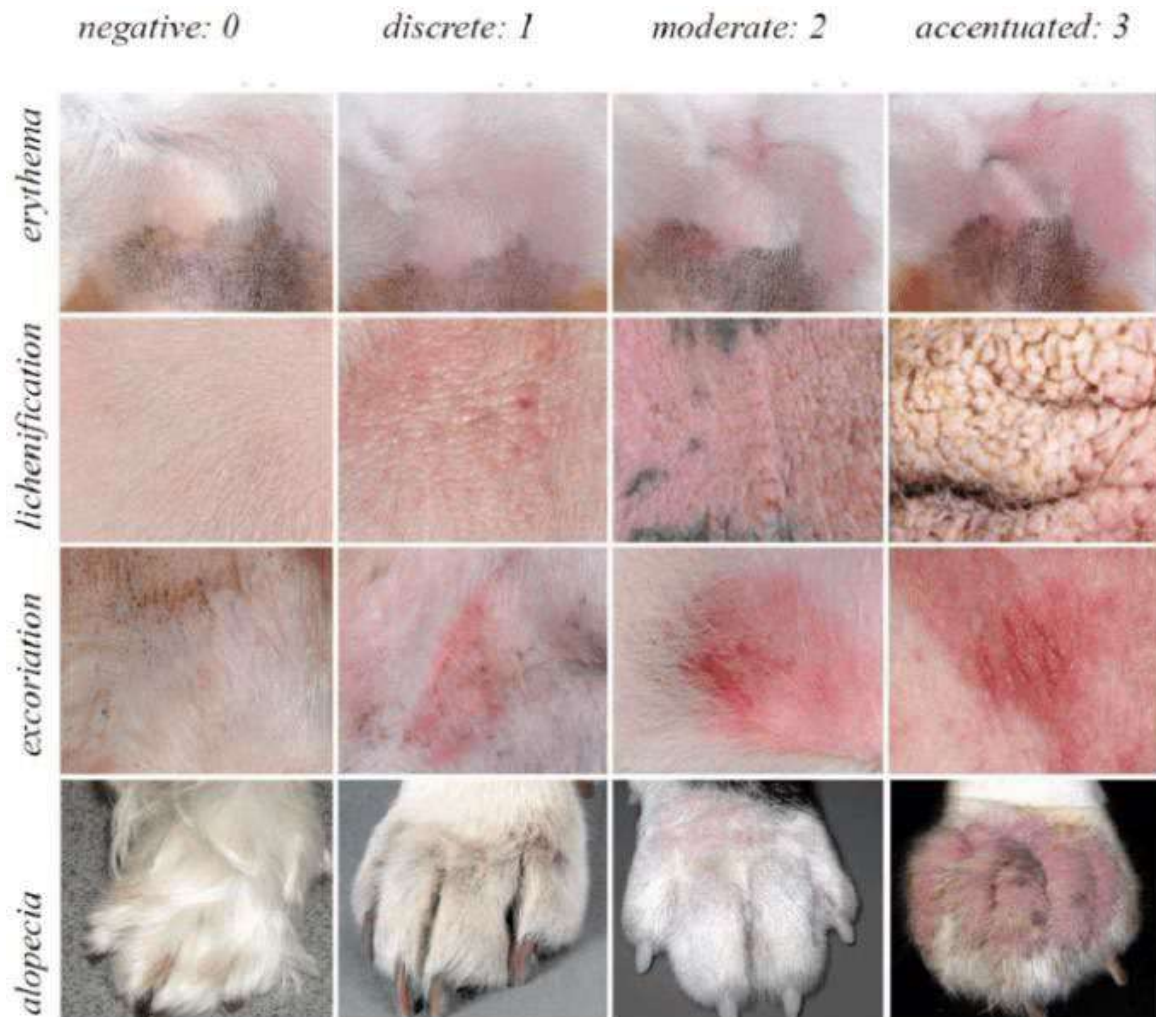 negative: 0
discrete: 1
moderate: 2
accentuated: 3
erythema
lichenification
excoriation
alopecia